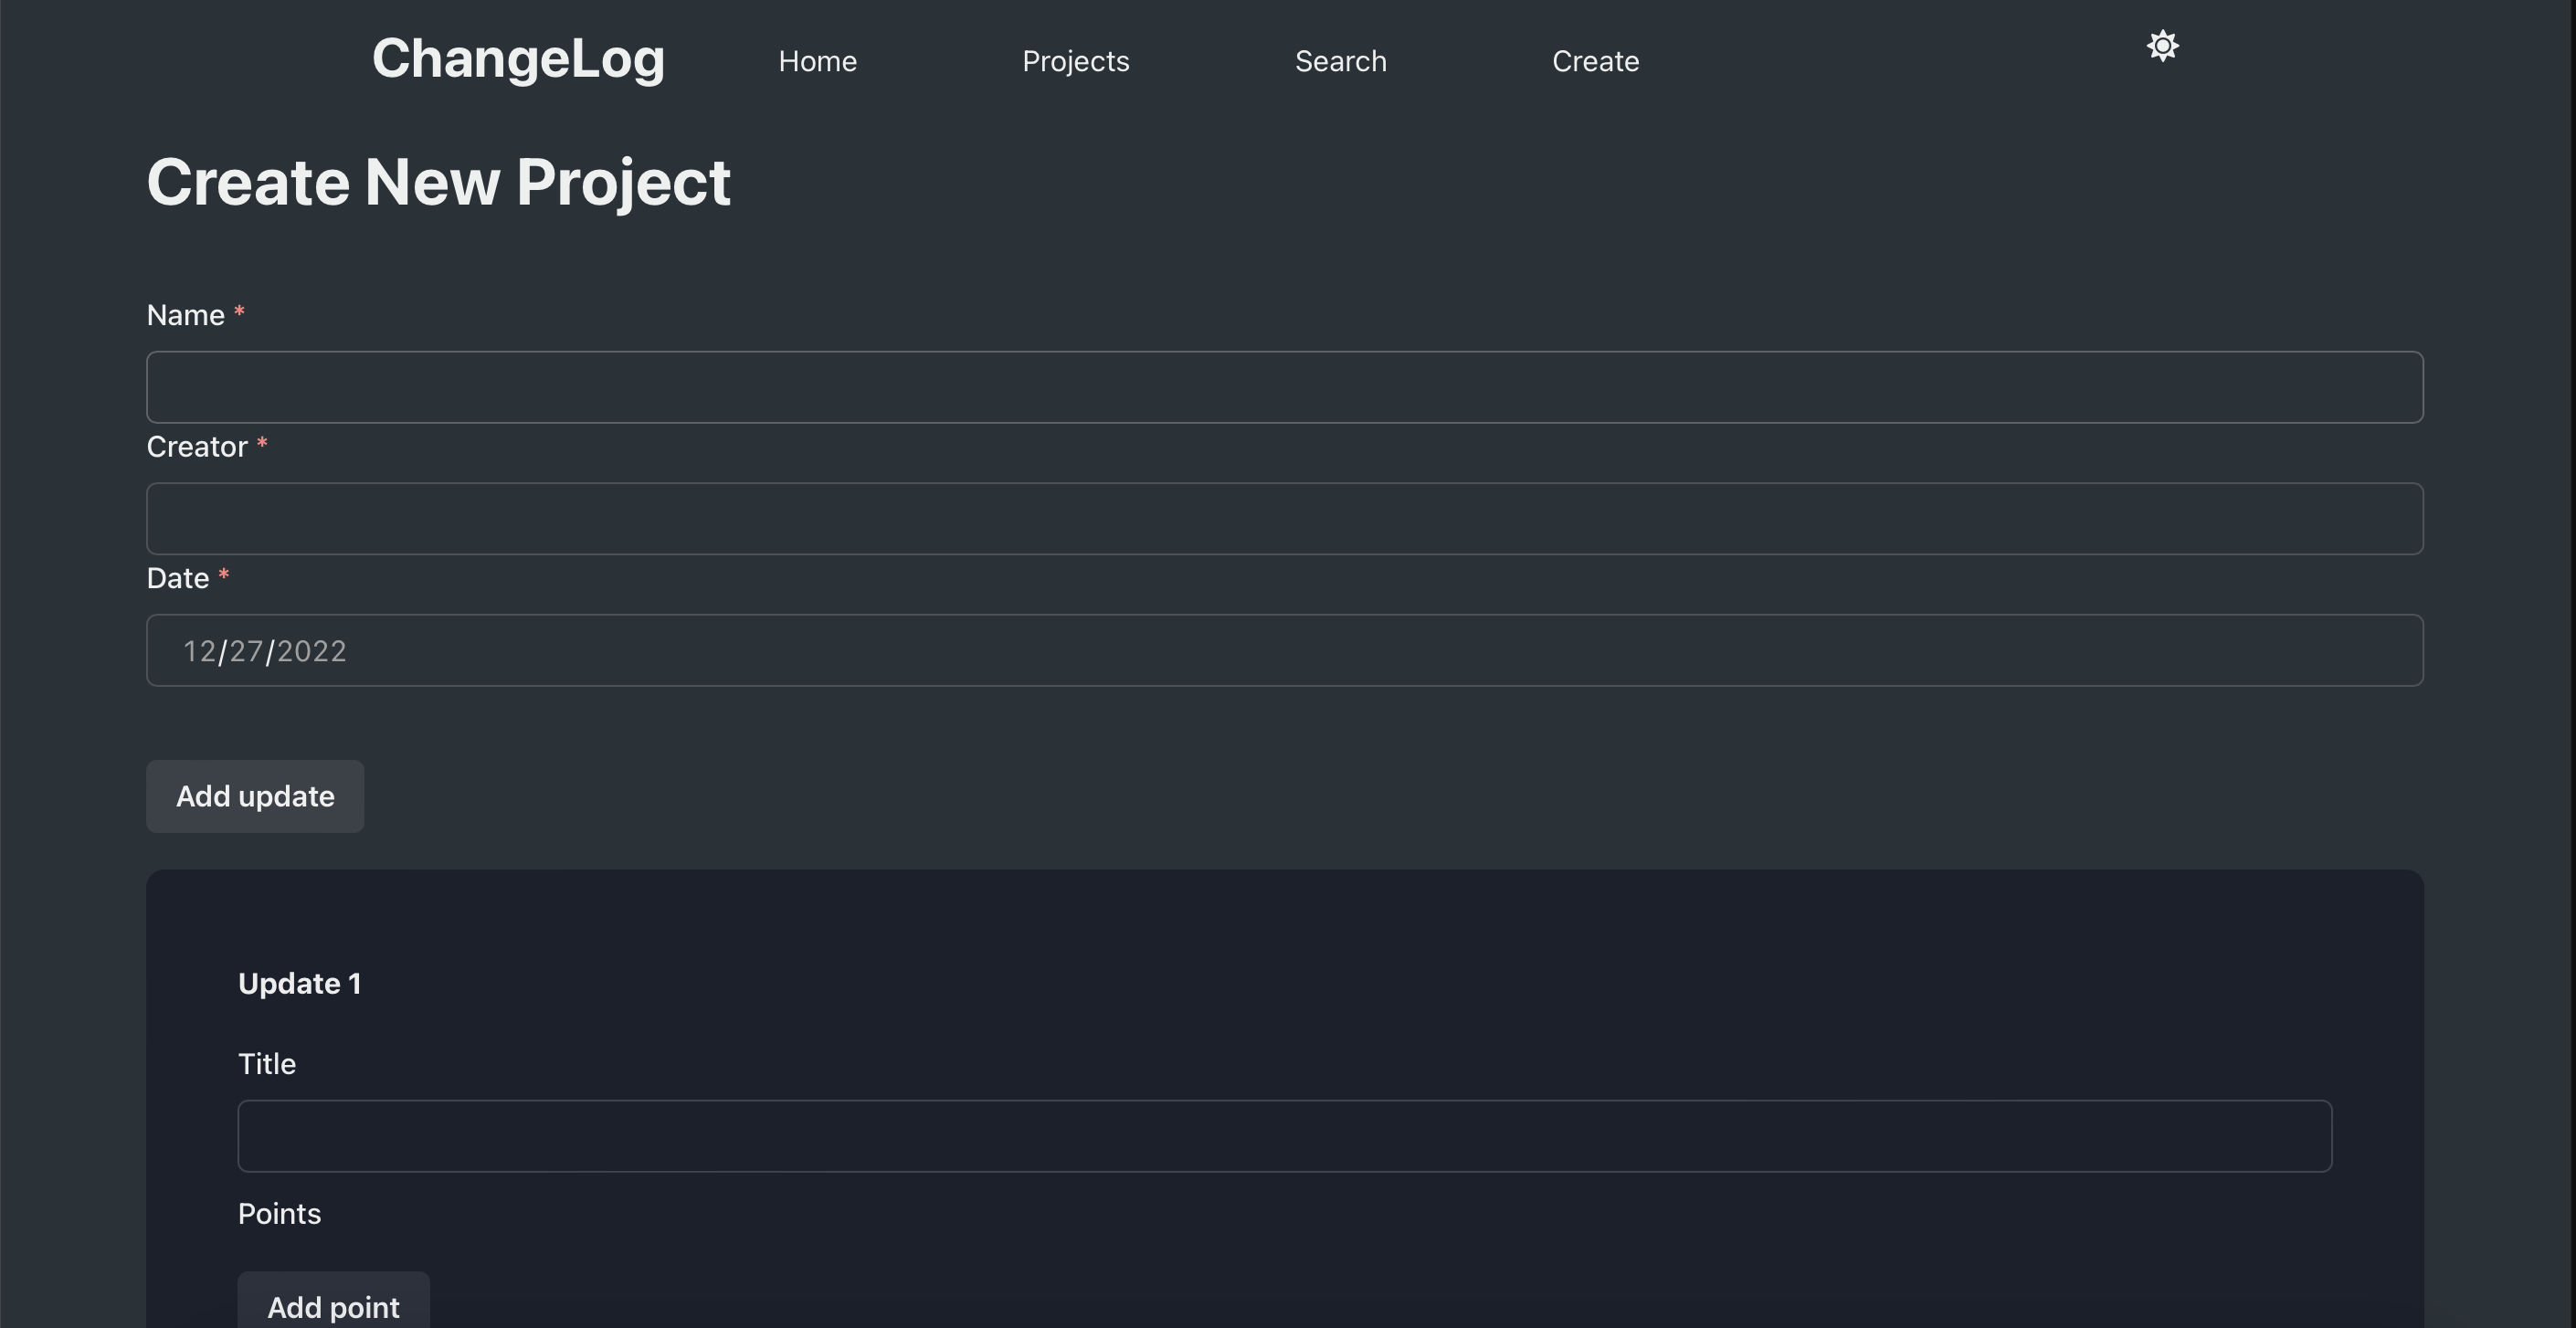 ChangeLog Home Projects Search Create
Create New Project
Name *
Creator *
Date *
12/27/2022
Add update
Update 1
Title
Points
Add point